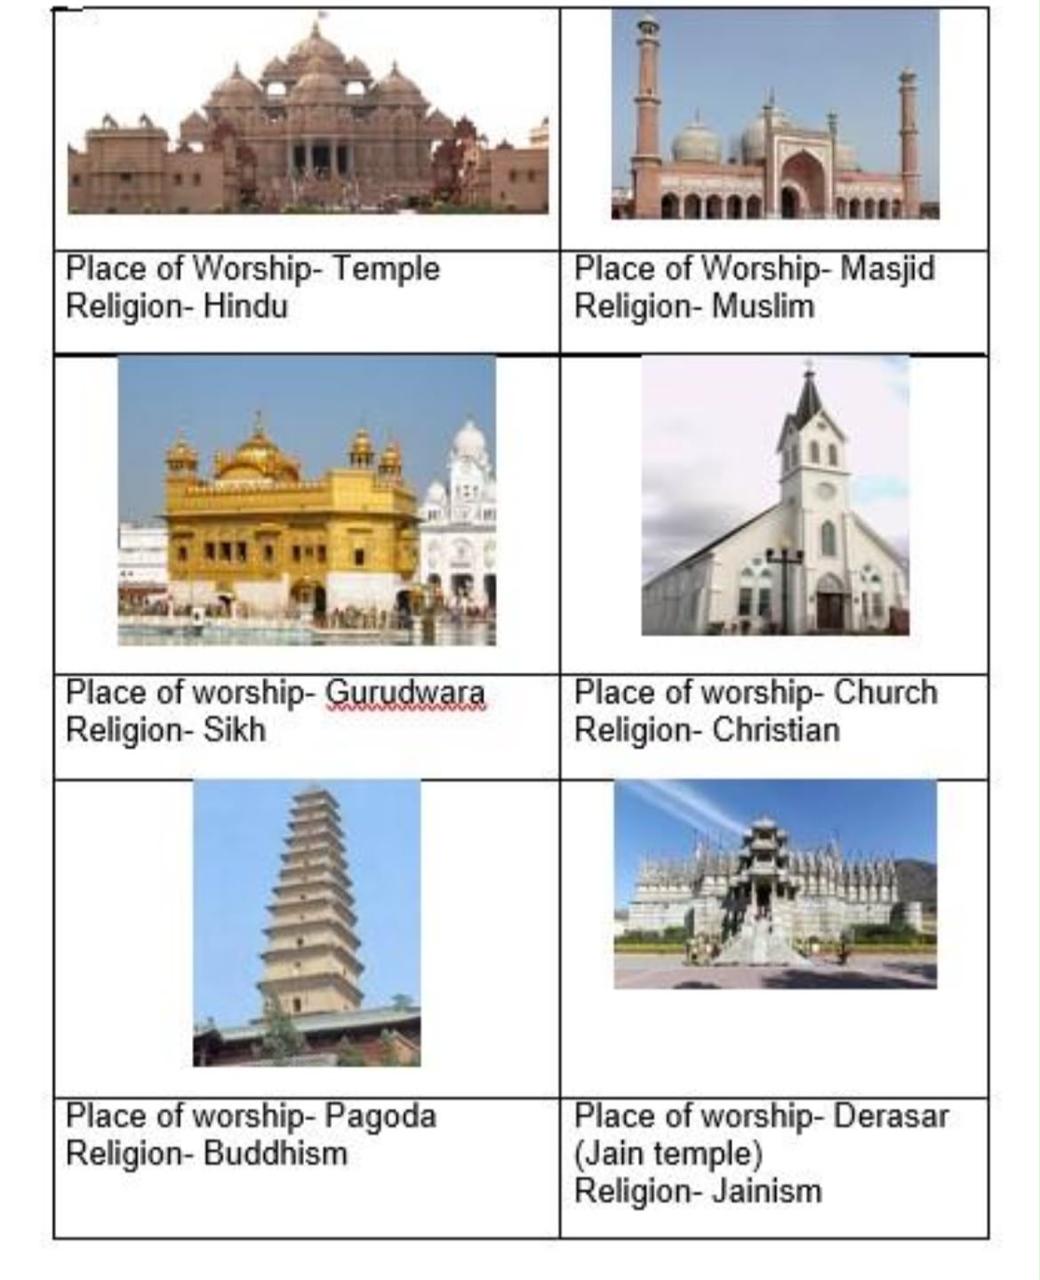 Place of Worship- Temple
Religion- Hindu
Place of Worship- Masjid
Religion- Muslim
Place of worship- Gurudwara
Religion- Sikh
Place of worship- Church
Religion- Christian
Place of worship- Pagoda
Religion- Buddhism
Place of worship- Derasar
(Jain temple)
Religion- Jainism